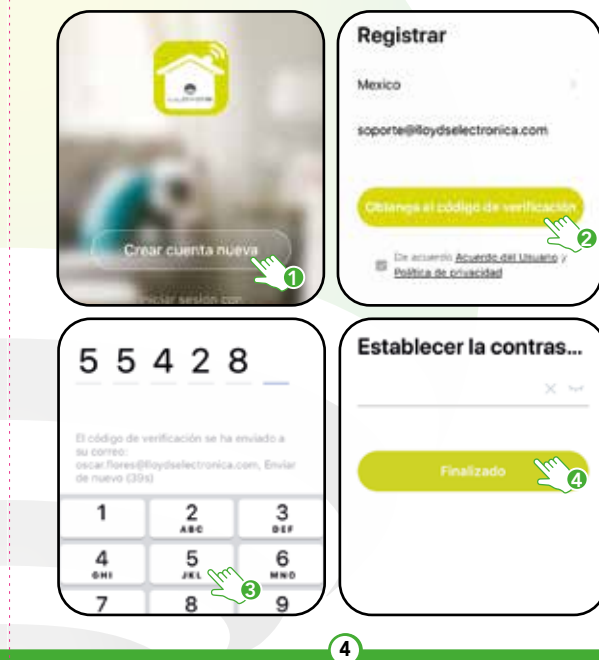 Crear cuenta nueva
Iniciar sesión con
1
Registrar
Mexico
soporte@lloydselectronica.com
Obtenga el código de verificación
2
De acuerdo Acuerdo del Usuario y
Política de privacidad
5 5 4 2 8
El código de verificación se ha enviado a
su correo:
oscar.flores@lloydselectronica.com, Enviar
de nuevo (39s)
1
2
ABC
3
DEF
4
GHI
5
JKL
6
MNO
3
7
8
9
Establecer la contras...
Finalizado
4
4